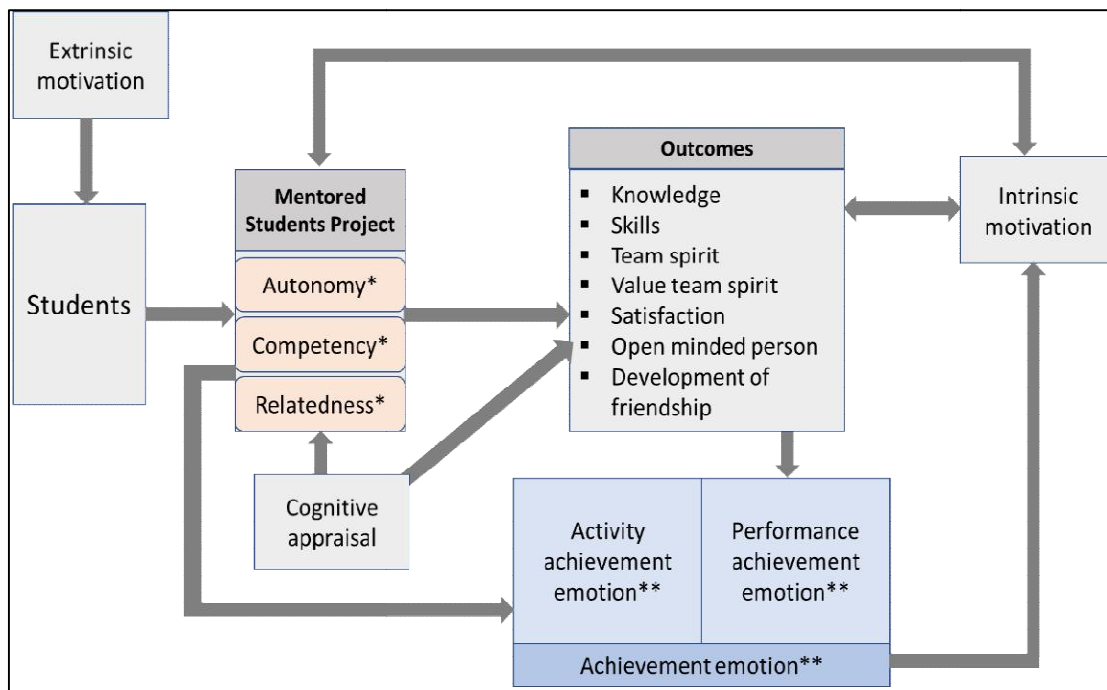 Extrinsic
motivation
Students
Mentored
Students Project
Autonomy*
Competency*
Relatedness*
Cognitive
appraisal
Outcomes
▪ Knowledge
▪ Skills
▪ Team spirit
▪ Value team spirit
▪ Satisfaction
▪ Open minded person
▪ Development of
friendship
Intrinsic
motivation
Activity
achievement
emotion**
Performance
achievement
emotion**
Achievement emotion**